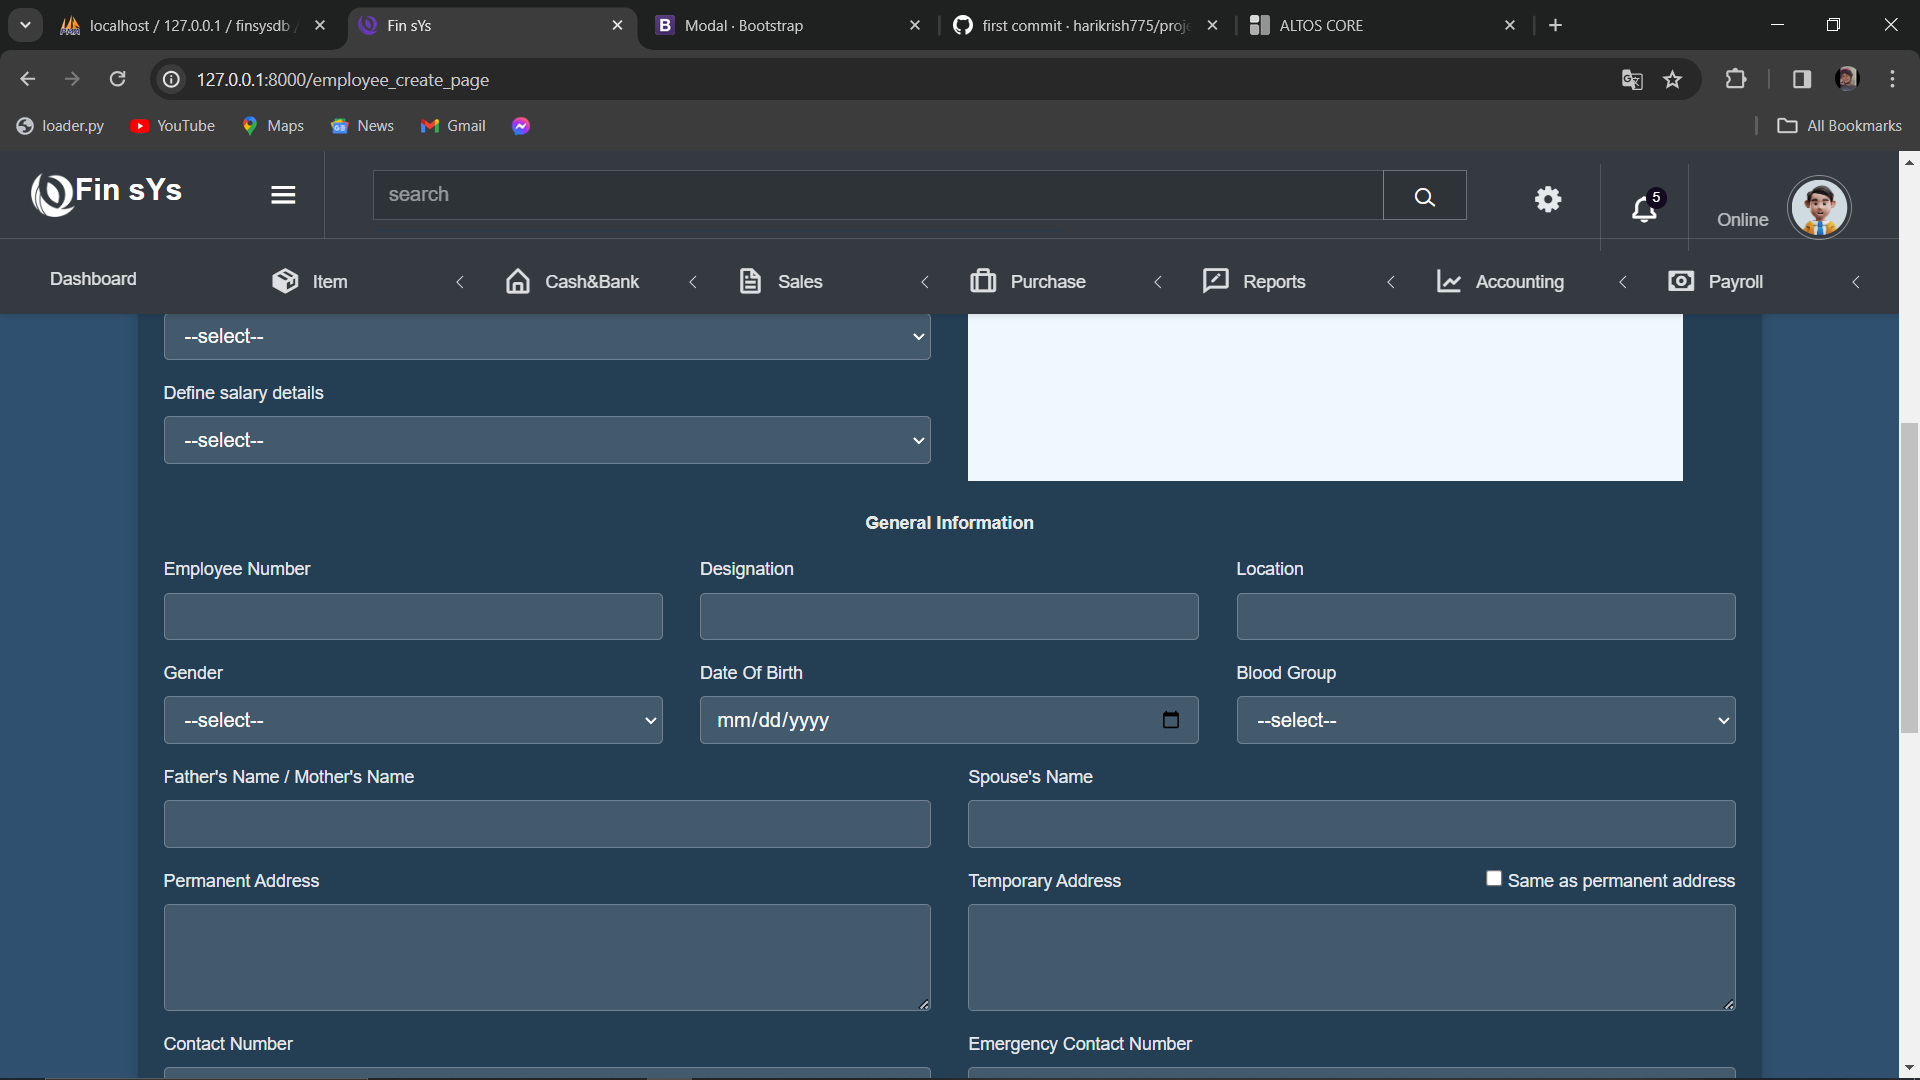 localhost / 127.0.0.1 / finsysdb
Fin sYs
Modal · Bootstrap
first commit · harikrish775/proje
ALTOS CORE
127.0.0.1:8000/employee_create_page
loader.py
YouTube
Maps
News
Gmail
All Bookmarks
Fin sYs
search
5
Online
Dashboard
Item
Cash&Bank
Sales
Purchase
Reports
Accounting
Payroll
--select--
Define salary details
--select--
General Information
Employee Number
Designation
Location
Gender
Date Of Birth
Blood Group
--select--
mm/dd/yyyy
--select--
Father's Name / Mother's Name
Spouse's Name
Permanent Address
Temporary Address
Same as permanent address
Contact Number
Emergency Contact Number